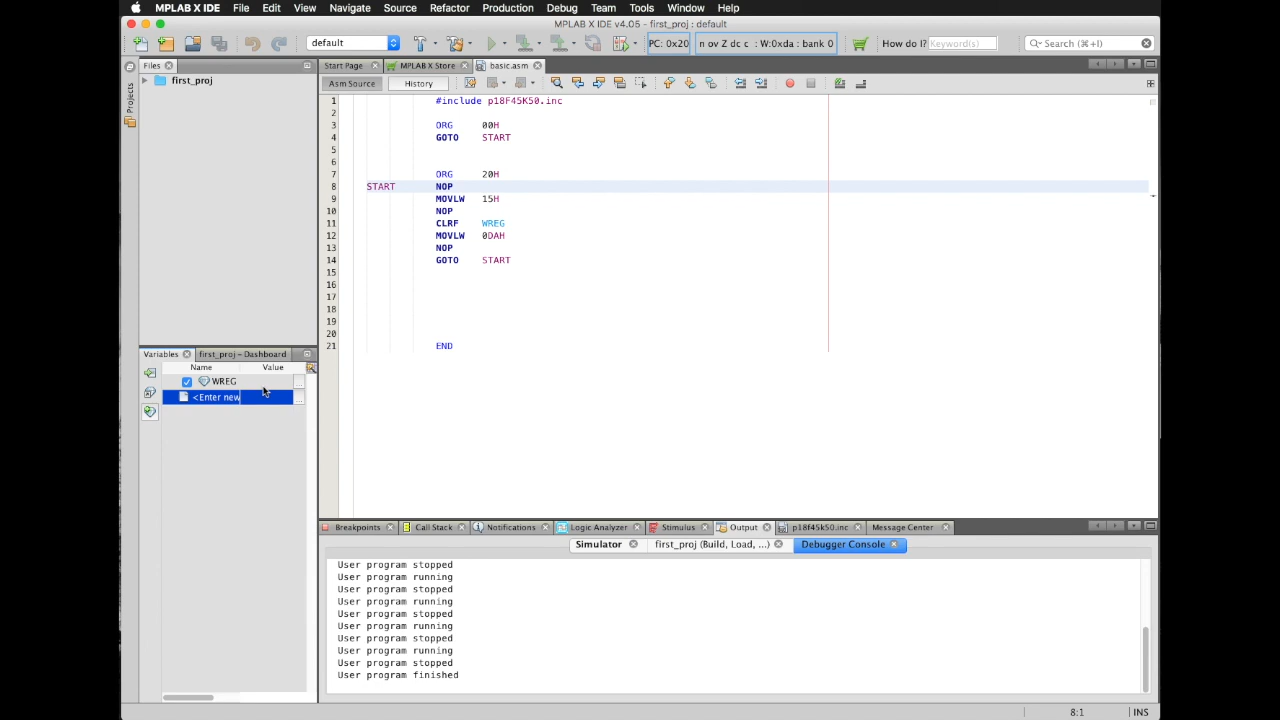 MPLAB X IDE File Edit View Navigate Source Refactor Production Debug Team Tools Window Help
MPLAB X IDE v4.05 - first_proj : default
default PC: 0x20 n ov Z dc c : W:0xda : bank 0 How do I? Keyword(s) Search (⌘+I)
Files Start Page MPLAB X Store basic.asm
Projects
first_proj
Asm Source History
1 #include p18F45K50.inc
2
3 ORG 00H
4 GOTO START
5
6
7 ORG 20H
8 START NOP
9 MOVLW 15H
10 NOP
11 CLRF WREG
12 MOVLW 0DAH
13 NOP
14 GOTO START
15
16
17
18
19
20
21 END
Variables first_proj - Dashboard
Name Value
WREG ...
<Enter new ...
Breakpoints Call Stack Notifications Logic Analyzer Stimulus Output p18f45k50.inc Message Center
Simulator first_proj (Build, Load, ...) Debugger Console
User program stopped
User program running
User program stopped
User program running
User program stopped
User program running
User program stopped
User program running
User program stopped
User program finished
8:1 INS